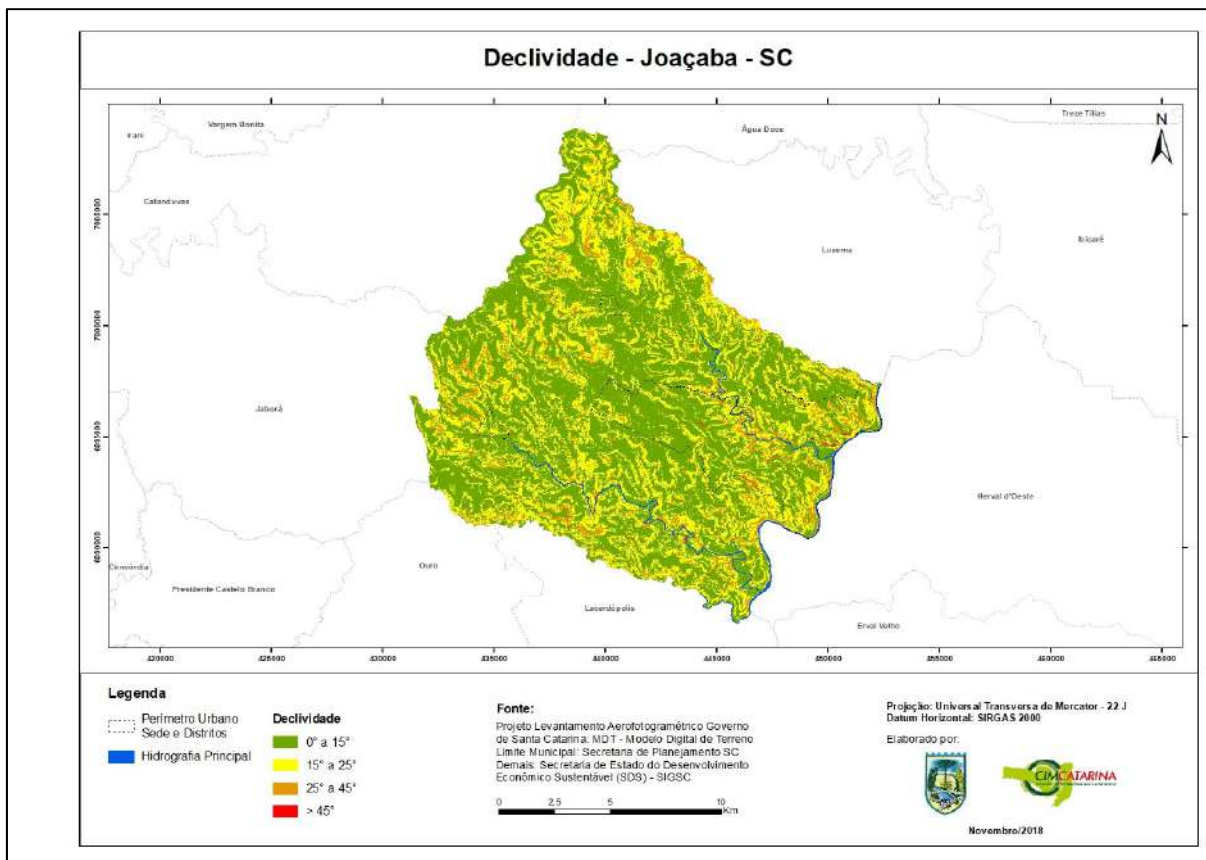 Declividade - Joaçaba - SC
Irani
Vargem Bonita
Água Doce
Treze Tílias
N
Catanduvas
Ibicaré
Luzerna
Jaborá
Herval d'Oeste
Concórdia
Presidente Castelo Branco
Ouro
Lacerdópolis
Erval Velho
7005000
7000000
6995000
6990000
420000
425000
430000
435000
440000
445000
450000
455000
460000
465000
Legenda
Perímetro Urbano
Sede e Distritos
Hidrografia Principal
Declividade
0° a 15°
15° a 25°
25° a 45°
> 45°
Fonte:
Projeto Levantamento Aerofotogramétrico Governo
de Santa Catarina: MDT - Modelo Digital de Terreno
Limite Municipal: Secretaria de Planejamento SC
Demais: Secretaria de Estado do Desenvolvimento
Econômico Sustentável (SDS) - SIGSC
0 2,5 5 10
Km
Projeção: Universal Transversa de Mercator - 22 J
Datum Horizontal: SIRGAS 2000
Elaborado por:
CIMCATARINA
Novembro/2018